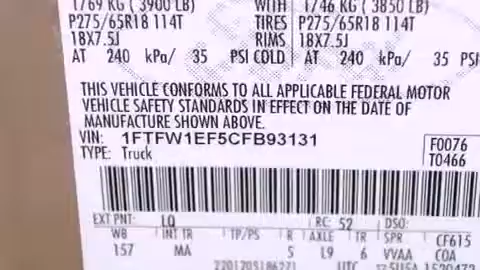 1769 KG ( 3900 LB) WITH 1746 KG ( 3850 LB)
P275/65R18 114T TIRES P275/65R18 114T
18X7.5J RIMS 18X7.5J
AT 240 kPa/ 35 PSI COLD AT 240 kPa/ 35 PSI
THIS VEHICLE CONFORMS TO ALL APPLICABLE FEDERAL MOTOR
VEHICLE SAFETY STANDARDS IN EFFECT ON THE DATE OF
MANUFACTURE SHOWN ABOVE.
VIN: 1FTFW1EF5CFB93131
TYPE: Truck
F0076
T0466
EXT PNT: LQ RC: 52 DSO:
WB INT TR TP/PS R AXLE TR SPR CF615
157 MA 5 L9 6 VVAA COA
UTC